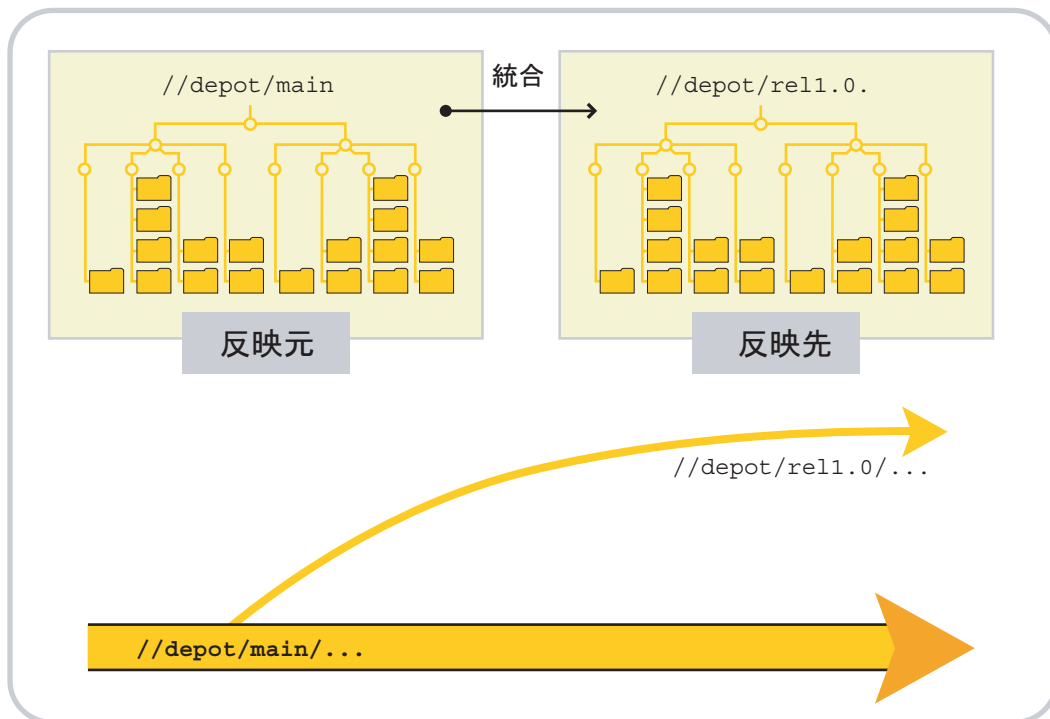 //depot/main
統合
//depot/rel1.0.
反映元
反映先
//depot/rel1.0/...
//depot/main/...